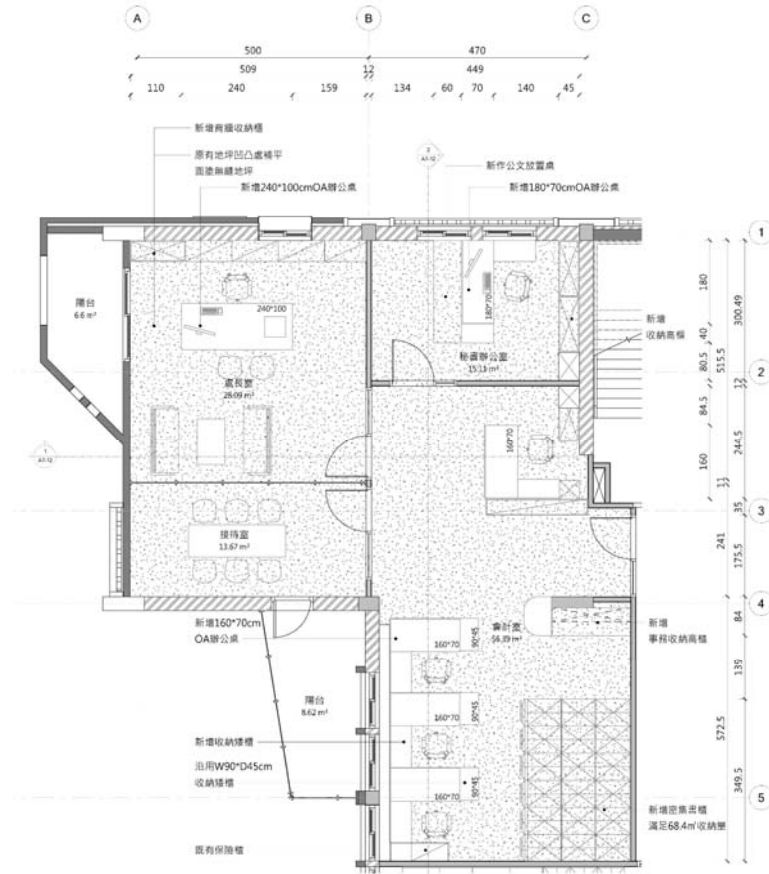 A B C
500 470
509 12 449
110 240 159 134 60 70 140 45
新增背牆收納櫃
原有地坪凹凸處補平
面塗無縫地坪
新增240*100cmOA辦公桌
2
A7-12
新作公文放置桌
新增180*70cmOA辦公桌
1
陽台
6.6 m²
240*100
180*70
新增
收納高櫃
180
40
80.5
300.49
515.5
處長室
28.09 m²
秘書辦公室
15.11 m²
2
12
84.5
160
244.5
11
160*70
1
A7-12
接待室
13.67 m²
3
35
241
175.5
4
新增160*70cm
OA辦公桌
會計室
56.39 m²
新增
事務收納高櫃
84
139
160*70
90*45
陽台
8.62 m²
160*70
90*45
新增收納矮櫃
沿用W90*D45cm
收納矮櫃
572.5
349.5
160*70
90*45
5
新增密集書櫃
滿足68.4㎡收納量
既有保險櫃